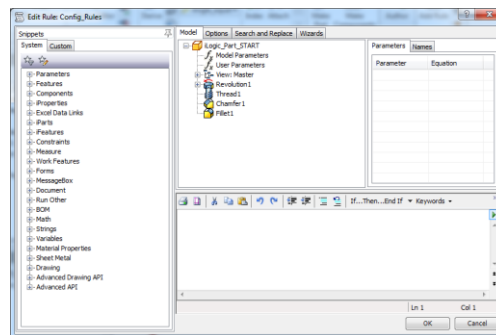 Edit Rule: Config_Rules
Snippets
System Custom
Parameters
Features
Components
iProperties
Excel Data Links
iParts
iFeatures
Constraints
Measure
Work Features
Forms
MessageBox
Document
Run Other
BOM
Math
Strings
Variables
Material Properties
Sheet Metal
Drawing
Advanced Drawing API
Advanced API
Model Options Search and Replace Wizards
iLogic_Part_START
Model Parameters
User Parameters
View: Master
Revolution1
Thread1
Chamfer1
Fillet1
Parameters Names
Parameter Equation
If...Then...End If Keywords
Ln 1 Col 1
OK Cancel